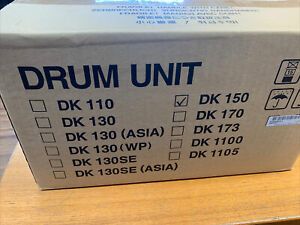 DRUM UNIT
DK 110
DK 130
DK 130 (ASIA)
DK 130 (WP)
DK 130SE
DK 130SE (ASIA)
DK 150
DK 170
DK 173
DK 1100
DK 1105